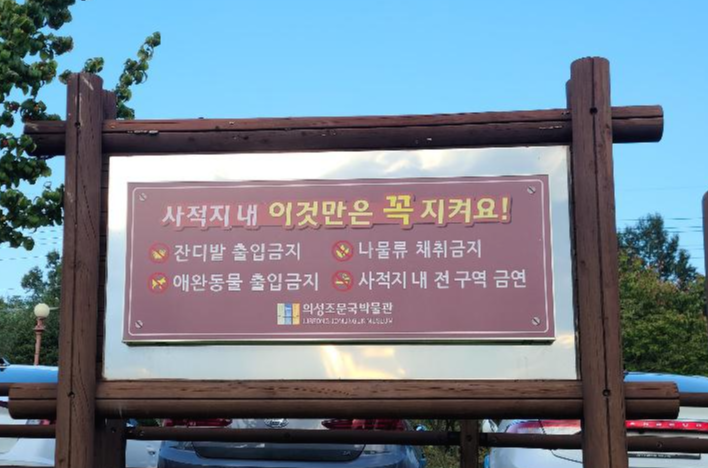 사적지 내 이것만은 꼭 지켜요!
잔디밭 출입금지 나물류 채취금지
애완동물 출입금지 사적지 내 전 구역 금연
의성조문국박물관